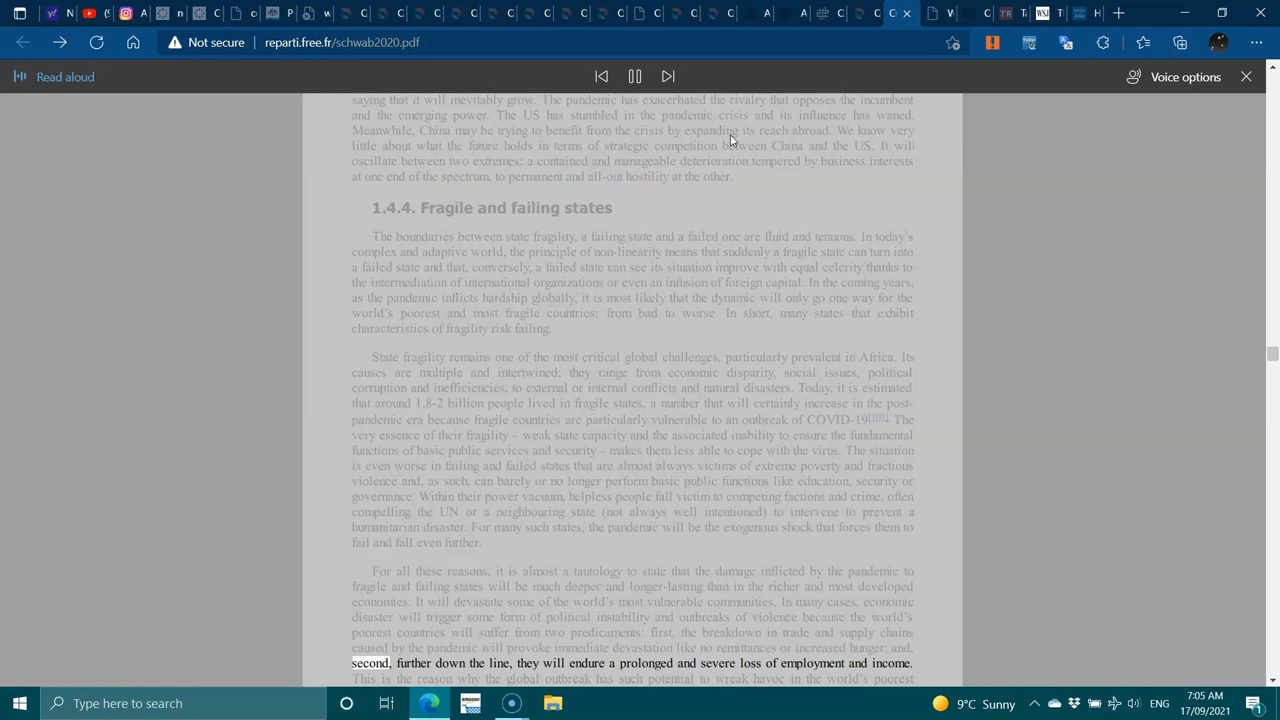 Not secure
reparti.free.fr/schwab2020.pdf
Read aloud
Voice options
saying that it will inevitably grow. The pandemic has exacerbated the rivalry that opposes the incumbent
and the emerging power. The US has stumbled in the pandemic crisis and its influence has waned.
Meanwhile, China may be trying to benefit from the crisis by expanding its reach abroad. We know very
little about what the future holds in terms of strategic competition between China and the US. It will
oscillate between two extremes: a contained and manageable deterioration tempered by business interests
at one end of the spectrum, to permanent and all-out hostility at the other.
1.4.4. Fragile and failing states
The boundaries between state fragility, a failing state and a failed one are fluid and tenuous. In today's
complex and adaptive world, the principle of non-linearity means that suddenly a fragile state can turn into
a failed state and that, conversely, a failed state can see its situation improve with equal celerity thanks to
the intermediation of international organizations or even an infusion of foreign capital. In the coming years,
as the pandemic inflicts hardship globally, it is most likely that the dynamic will only go one way for the
world's poorest and most fragile countries: from bad to worse. In short, many states that exhibit
characteristics of fragility risk failing.
State fragility remains one of the most critical global challenges, particularly prevalent in Africa. Its
causes are multiple and intertwined; they range from economic disparity, social issues, political
corruption and inefficiencies, to external or internal conflicts and natural disasters. Today, it is estimated
that around 1.8-2 billion people lived in fragile states, a number that will certainly increase in the post-
pandemic era because fragile countries are particularly vulnerable to an outbreak of COVID-19[101] The
very essence of their fragility – weak state capacity and the associated inability to ensure the fundamental
functions of basic public services and security – makes them less able to cope with the virus. The situation
is even worse in failing and failed states that are almost always victims of extreme poverty and fractious
violence and, as such, can barely or no longer perform basic public functions like education, security or
governance. Within their power vacuum, helpless people fall victim to competing factions and crime, often
compelling the UN or a neighbouring state (not always well intentioned) to intervene to prevent a
humanitarian disaster. For many such states, the pandemic will be the exogenous shock that forces them to
fail and fall even further.
For all these reasons, it is almost a tautology to state that the damage inflicted by the pandemic to
fragile and failing states will be much deeper and longer-lasting than in the richer and most developed
economies. It will devastate some of the world's most vulnerable communities. In many cases, economic
disaster will trigger some form of political instability and outbreaks of violence because the world's
poorest countries will suffer from two predicaments: first, the breakdown in trade and supply chains
caused by the pandemic will provoke immediate devastation like no remittances or increased hunger; and,
second, further down the line, they will endure a prolonged and severe loss of employment and income.
This is the reason why the global outbreak has such potential to wreak havoc in the world's poorest
Type here to search
amazon
9°C Sunny
ENG
7:05 AM
17/09/2021